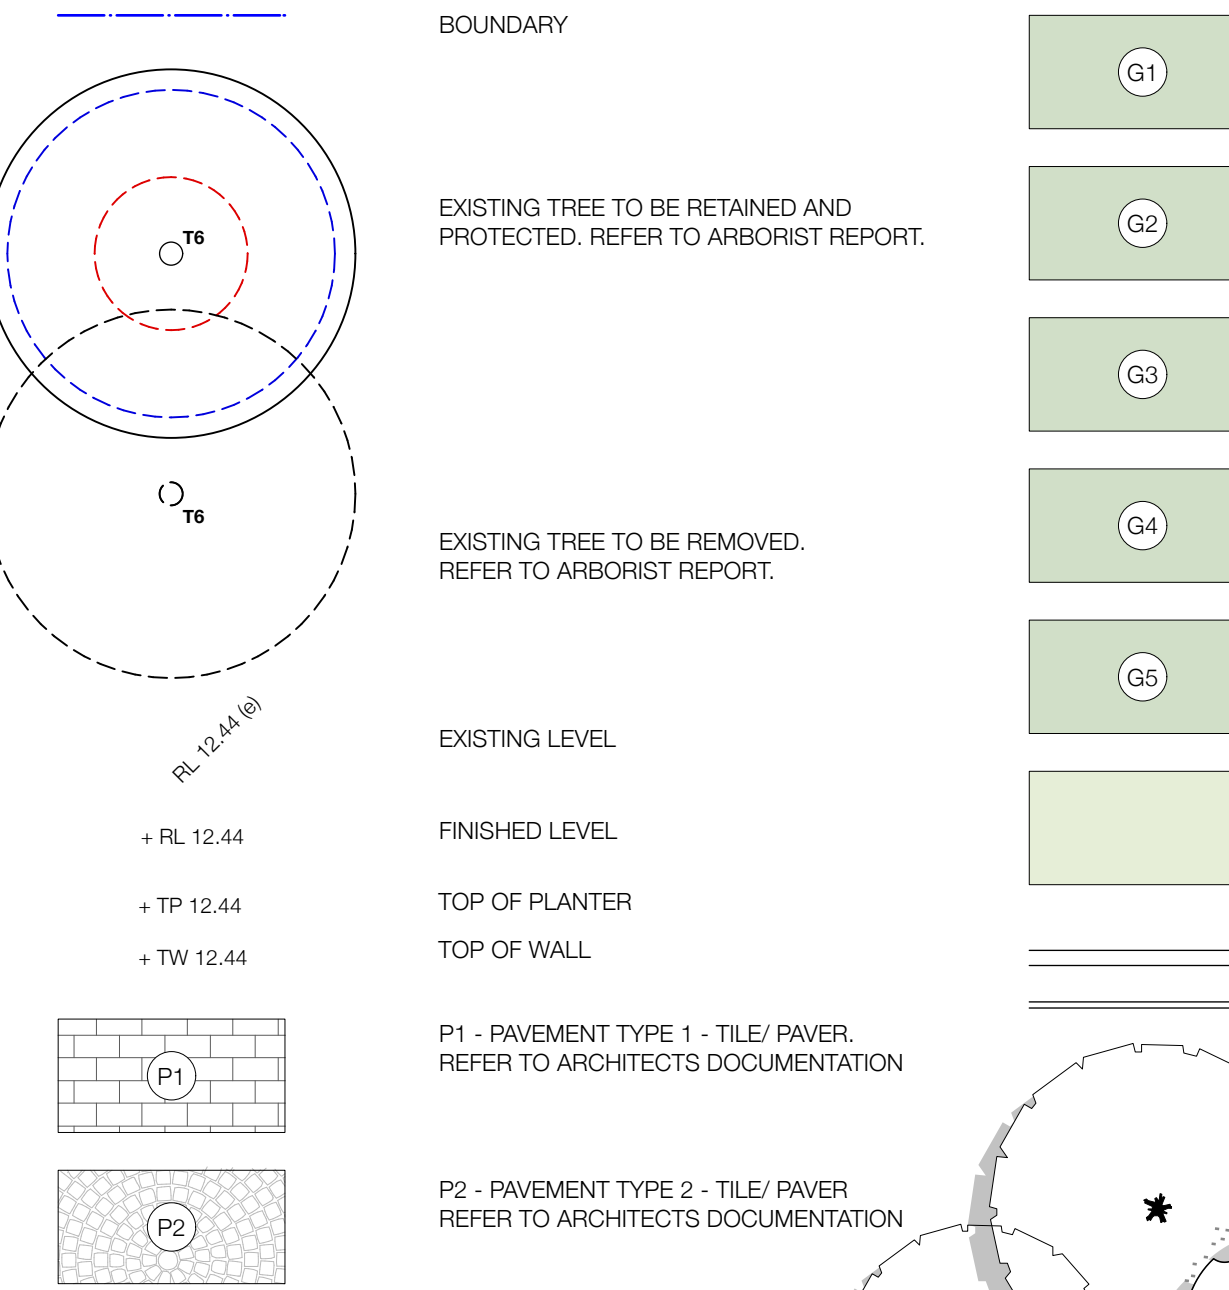 BOUNDARY
T6
EXISTING TREE TO BE RETAINED AND
PROTECTED. REFER TO ARBORIST REPORT.
T6
EXISTING TREE TO BE REMOVED.
REFER TO ARBORIST REPORT.
RL 12.44 (e)
EXISTING LEVEL
+ RL 12.44
FINISHED LEVEL
+ TP 12.44
TOP OF PLANTER
+ TW 12.44
TOP OF WALL
P1
P1 - PAVEMENT TYPE 1 - TILE/ PAVER.
REFER TO ARCHITECTS DOCUMENTATION
P2
P2 - PAVEMENT TYPE 2 - TILE/ PAVER
REFER TO ARCHITECTS DOCUMENTATION
G1
G2
G3
G4
G5